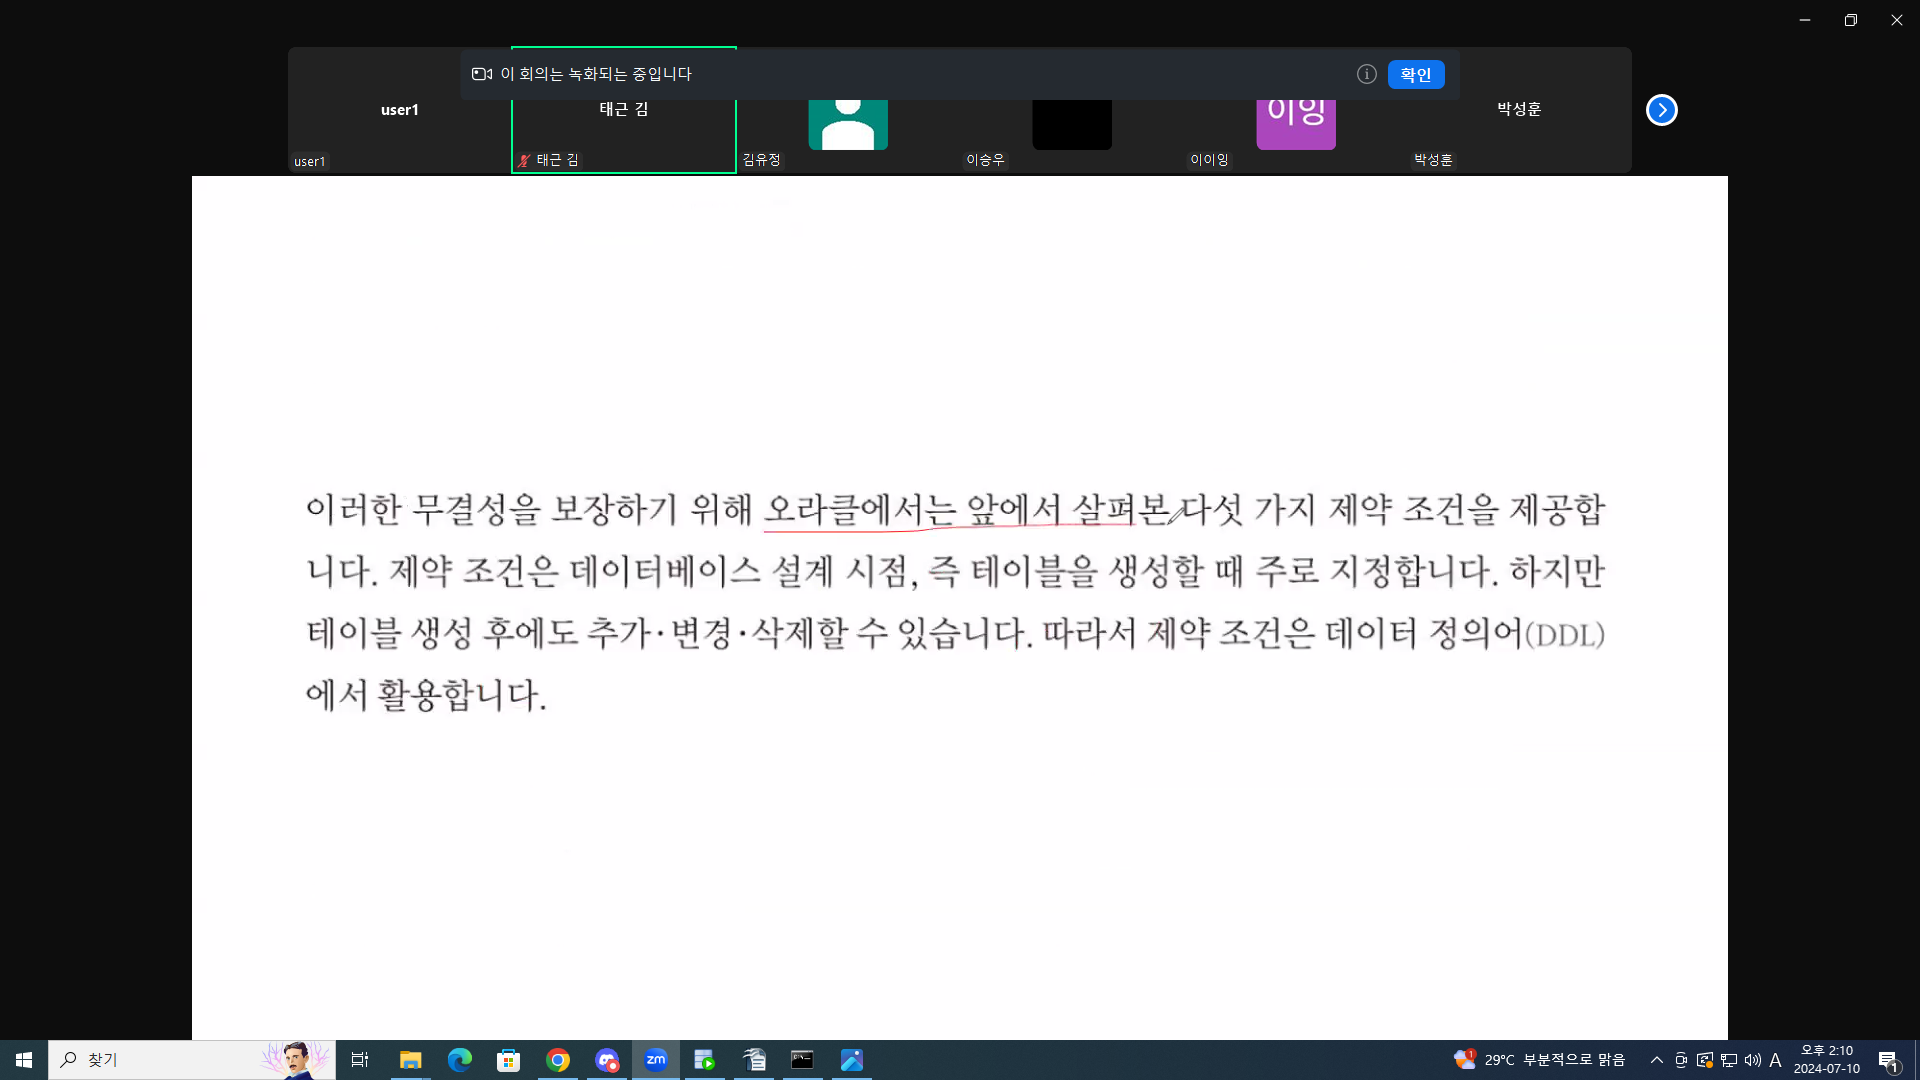 이 회의는 녹화되는 중입니다
확인
user1
태근 김
이잉
박성훈
user1
태근 김
김유정
이승우
이이잉
박성훈
이러한 무결성을 보장하기 위해 오라클에서는 앞에서 살펴본 다섯 가지 제약 조건을 제공합
니다. 제약 조건은 데이터베이스 설계 시점, 즉 테이블을 생성할 때 주로 지정합니다. 하지만
테이블 생성 후에도 추가·변경·삭제할 수 있습니다. 따라서 제약 조건은 데이터 정의어(DDL)
에서 활용합니다.
찾기
zm
1
29°C 부분적으로 맑음
A
오후 2:10
2024-07-10
1